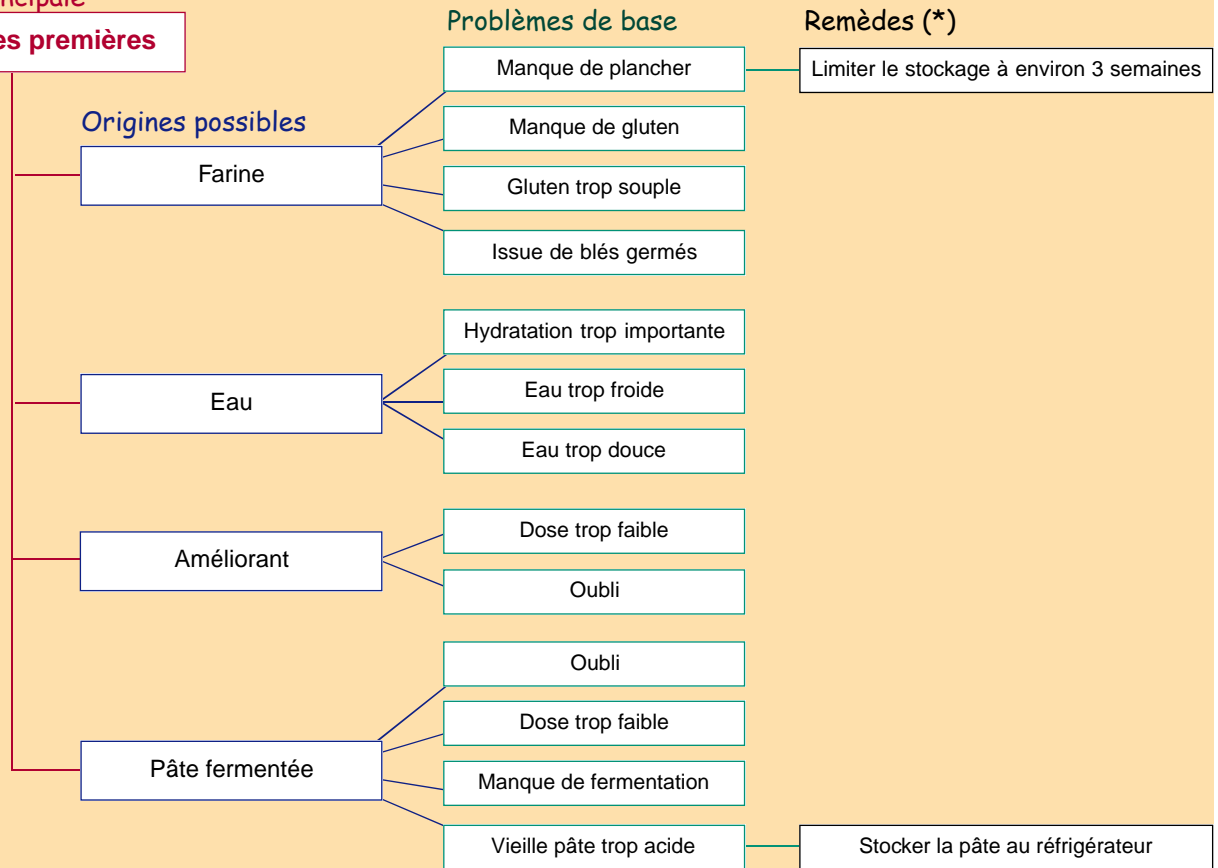 Problèmes de base
Remèdes (*)
es premières
Manque de plancher
Limiter le stockage à environ 3 semaines
Origines possibles
Manque de gluten
Farine
Gluten trop souple
Issue de blés germés
Hydratation trop importante
Eau
Eau trop froide
Eau trop douce
Dose trop faible
Améliorant
Oubli
Oubli
Dose trop faible
Pâte fermentée
Manque de fermentation
Vieille pâte trop acide
Stocker la pâte au réfrigérateur